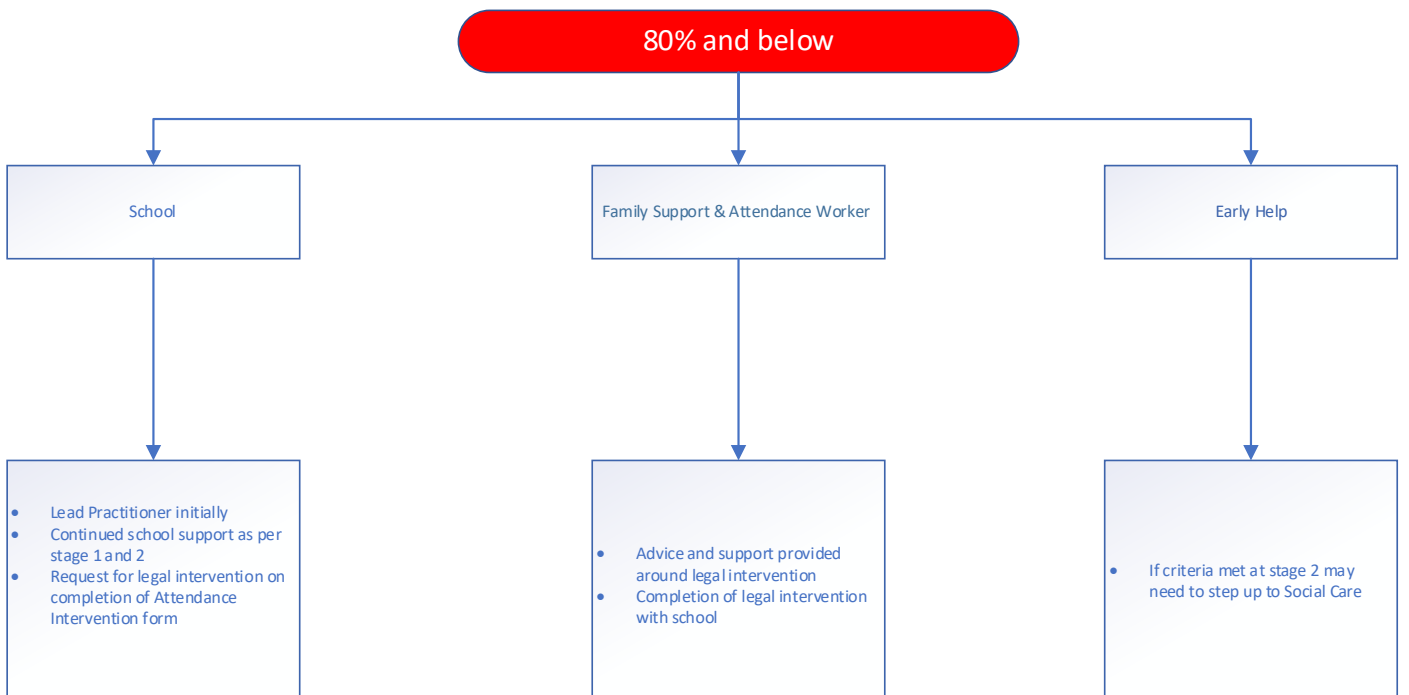 80% and below
School
Family Support & Attendance Worker
Early Help
• Lead Practitioner initially
• Continued school support as per
stage 1 and 2
• Request for legal intervention on
completion of Attendance
Intervention form
• Advice and support provided
around legal intervention
• Completion of legal intervention
with school
• If criteria met at stage 2 may
need to step up to Social Care